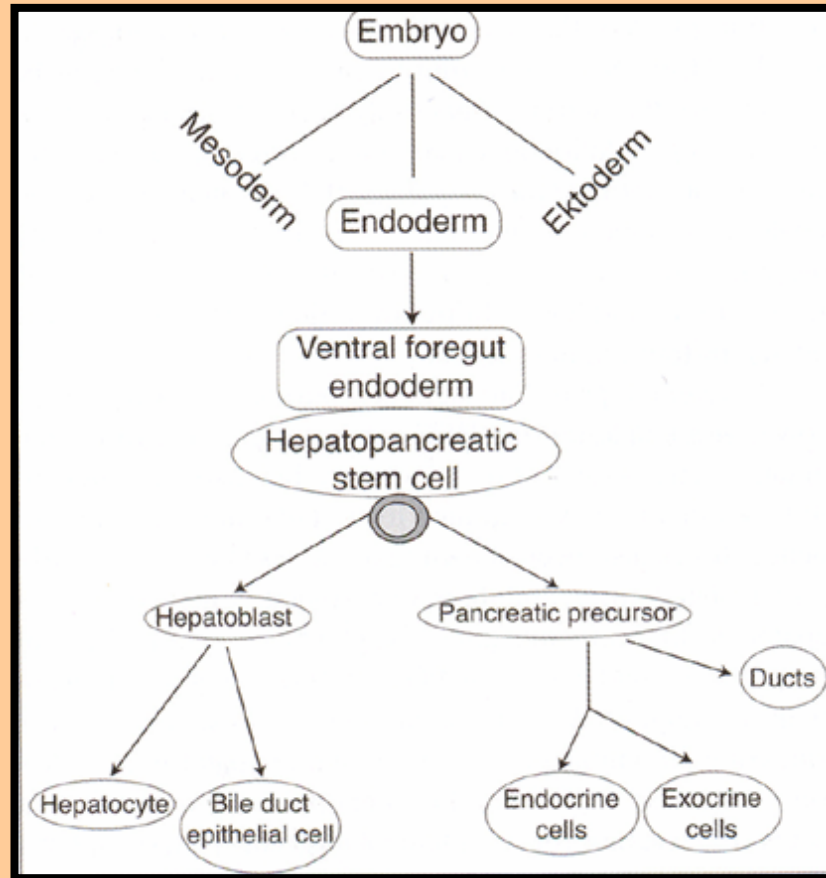 Embryo
Mesoderm
Ektoderm
Endoderm
Ventral foregut
endoderm
Hepatopancreatic
stem cell
Hepatoblast
Pancreatic precursor
Ducts
Hepatocyte
Bile duct
epithelial cell
Endocrine
cells
Exocrine
cells